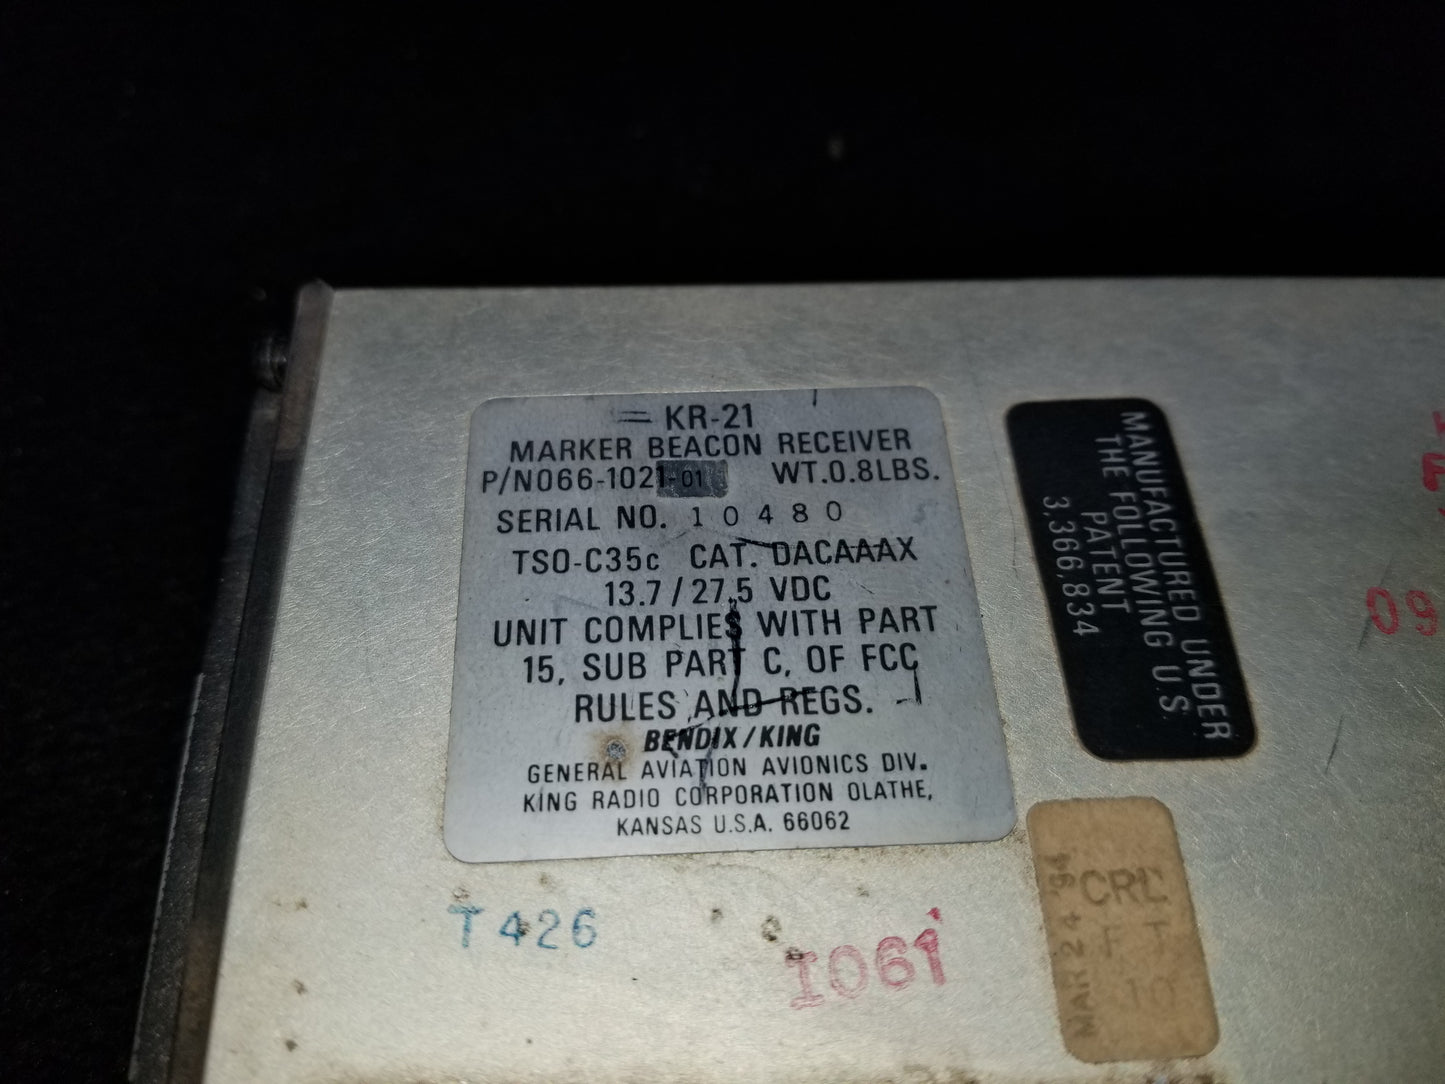 KR-21
MARKER BEACON RECEIVER
P/N066-1021-01 WT.0.8LBS.
SERIAL NO. 10480
TSO-C35c CAT. DACAAAX
13.7/27.5 VDC
UNIT COMPLIES WITH PART
15, SUB PART C, OF FCC
RULES AND REGS.
BENDIX/KING
GENERAL AVIATION AVIONICS DIV.
KING RADIO CORPORATION OLATHE,
KANSAS U.S.A. 66062
MANUFACTURED UNDER
THE FOLLOWING U.S.
PATENT
3,366,834
T426
I061
MAR 24 '94
CRL
F T
10
09